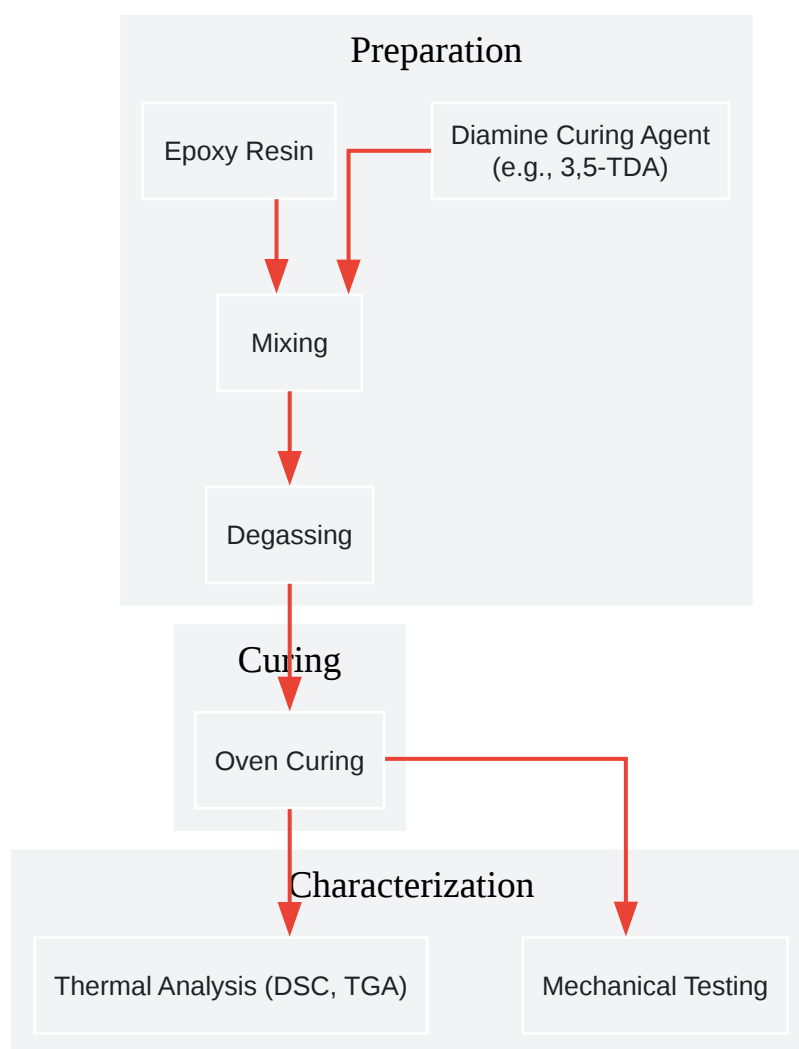 Preparation
Epoxy Resin
Diamine Curing Agent
(e.g., 3,5-TDA)
Mixing
Degassing
Curing
Oven Curing
Characterization
Thermal Analysis (DSC, TGA)
Mechanical Testing